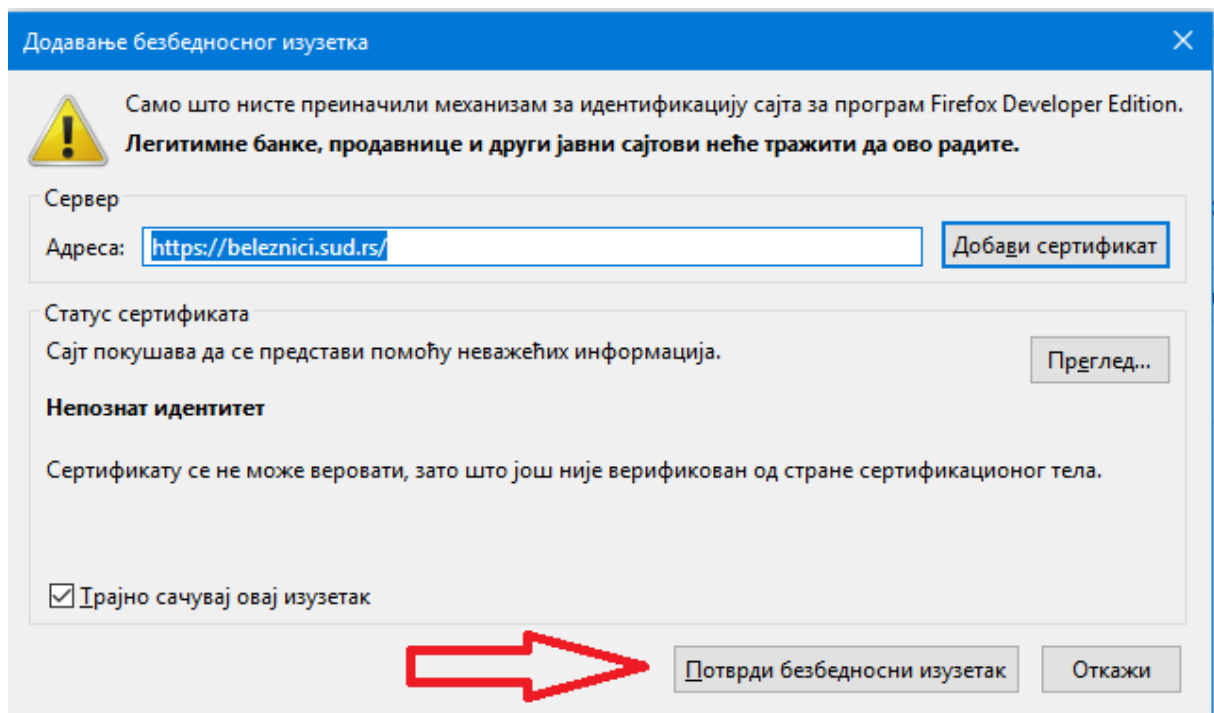 Додавање безбедносног изузетка
Само што нисте преиначили механизам за идентификацију сајта за програм Firefox Developer Edition.
Легитимне банке, продавнице и други јавни сајтови неће тражити да ово радите.
Сервер
Адреса: https://beleznici.sud.rs/ Добави сертификат
Статус сертификата
Сајт покушава да се представи помоћу неважећих информација.
Преглед...
Непознат идентитет
Сертификату се не може веровати, зато што још није верификован од стране сертификационог тела.
Трајно сачувај овај изузетак
Потврди безбедносни изузетак Откажи